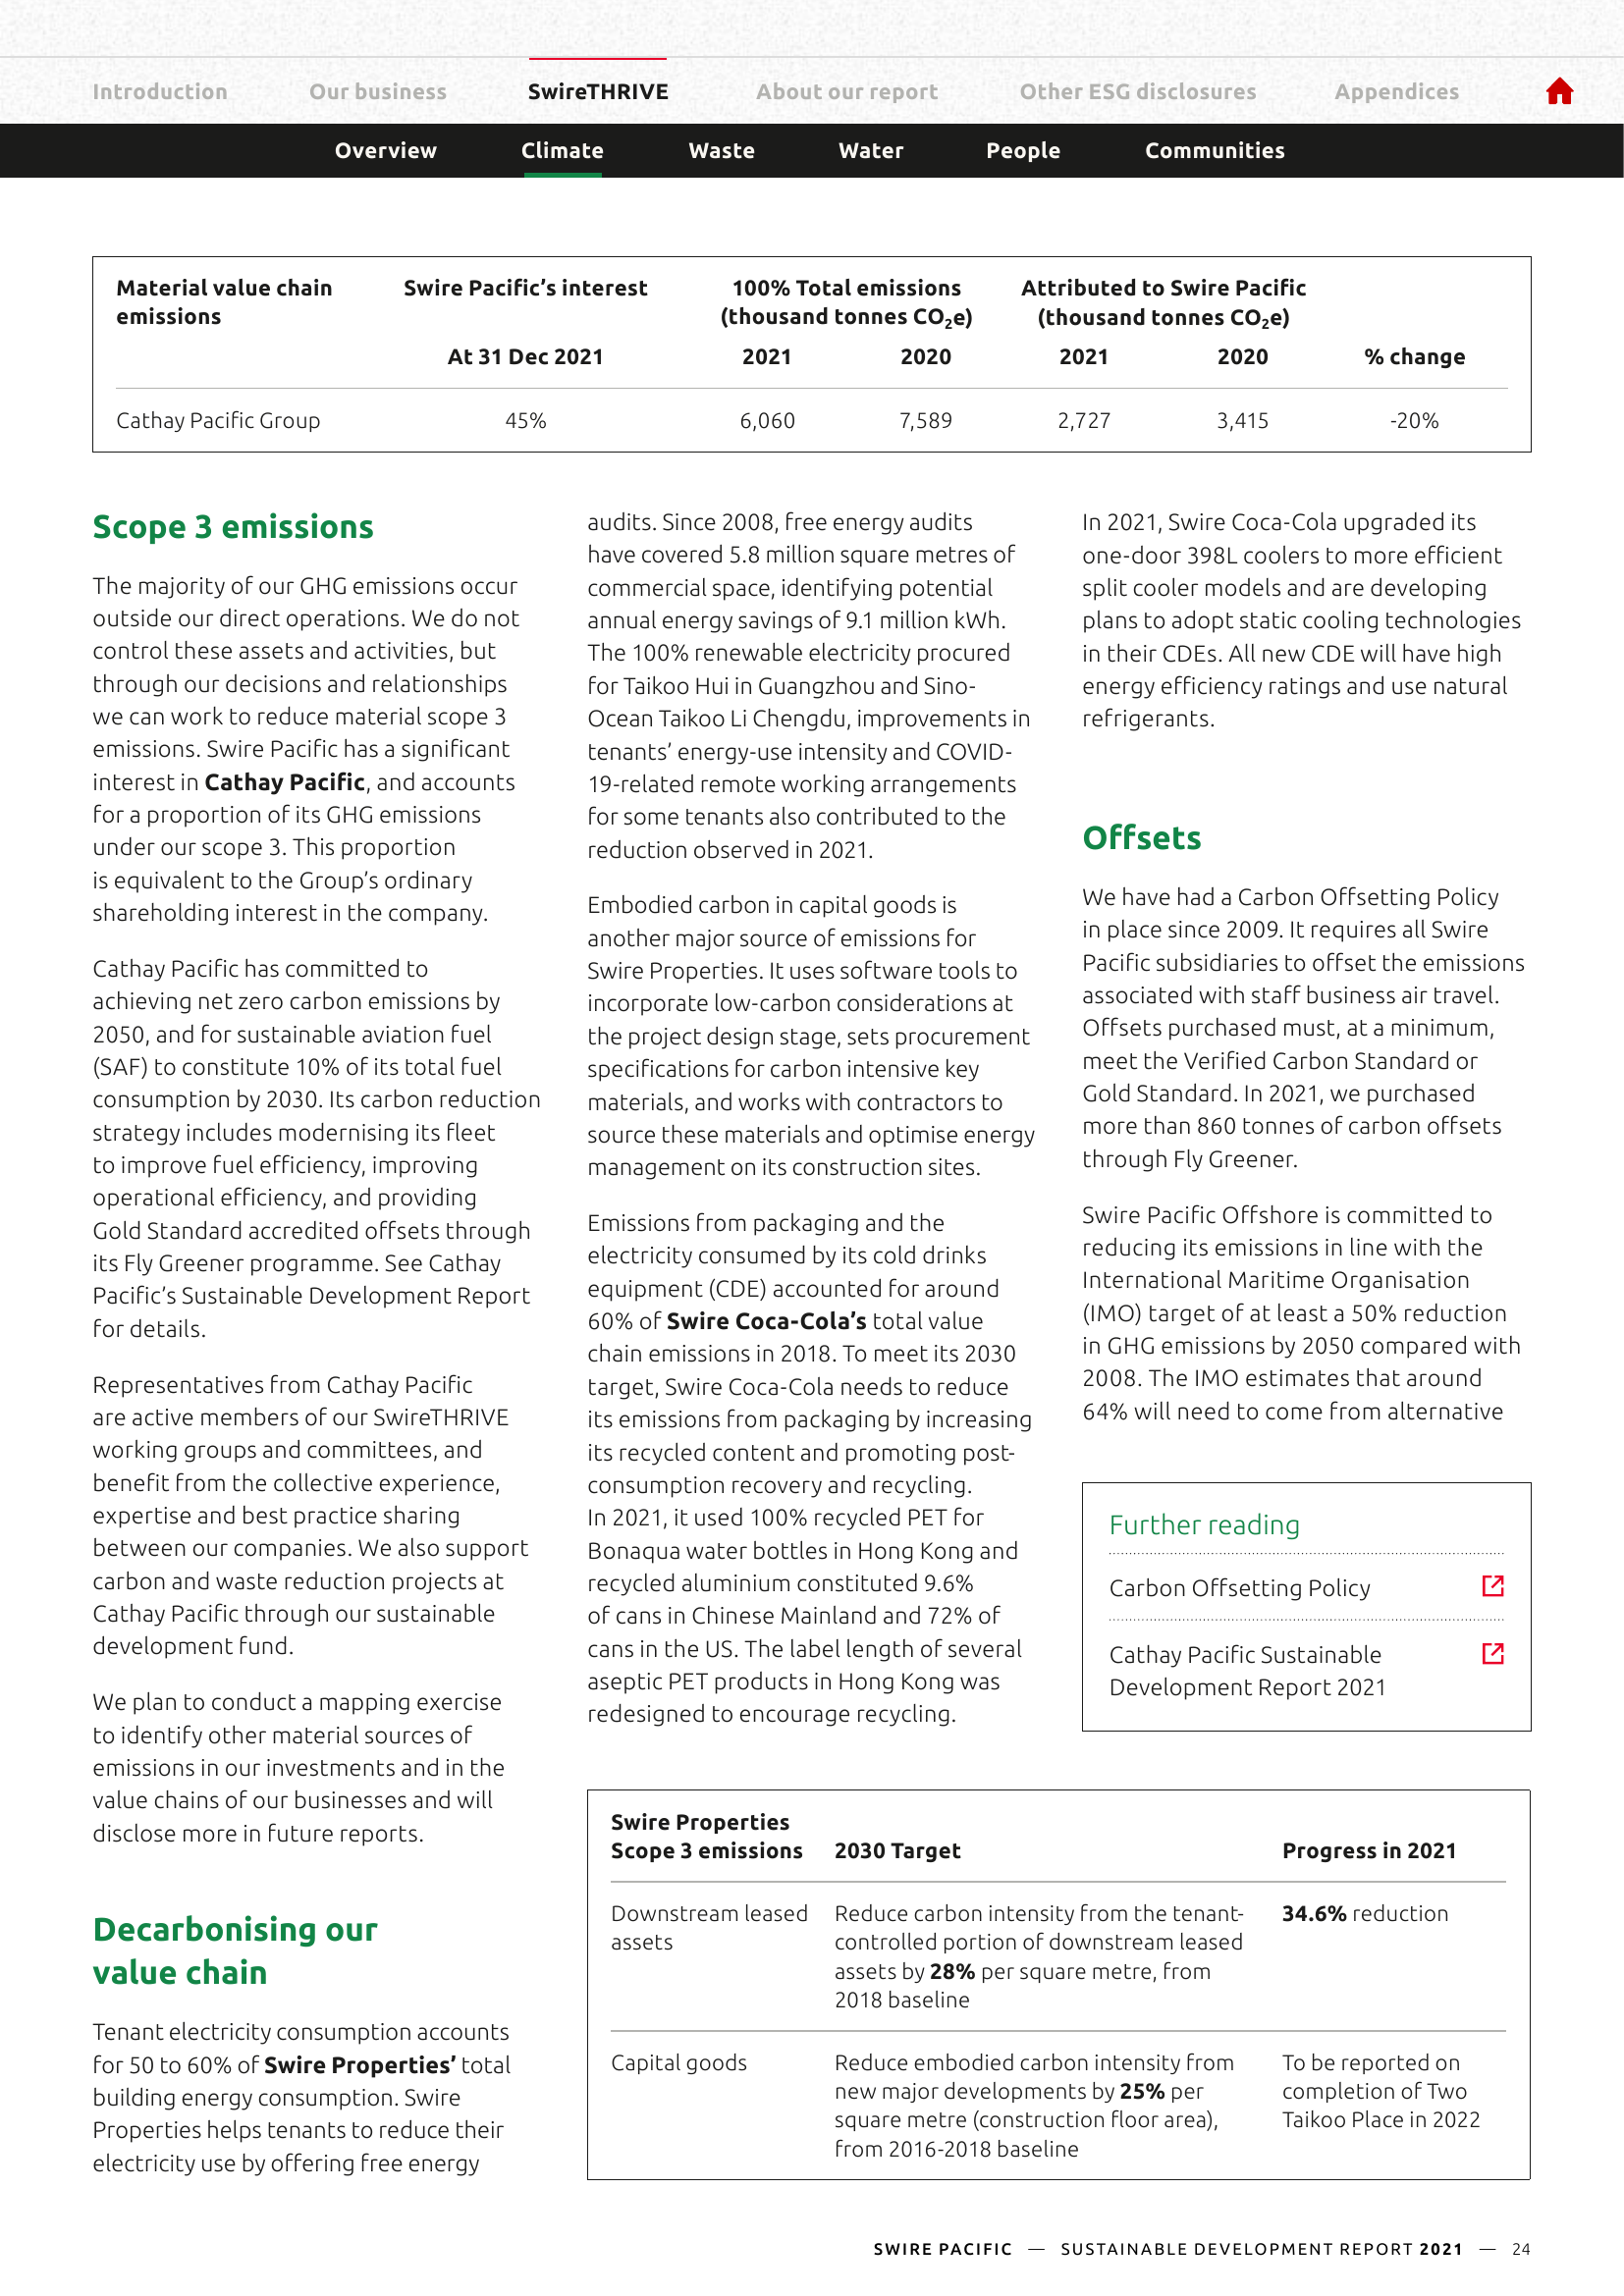 Introduction Our business SwireTHRIVE About our report Other ESG disclosures Appendices
Overview Climate Waste Water People Communities
Material value chain emissions Swire Pacific's interest 100% Total emissions (thousand tonnes CO₂e) Attributed to Swire Pacific (thousand tonnes CO₂e)
At 31 Dec 2021 2021 2020 2021 2020 % change
Cathay Pacific Group 45% 6,060 7,589 2,727 3,415 -20%
Scope 3 emissions
The majority of our GHG emissions occur
outside our direct operations. We do not
control these assets and activities, but
through our decisions and relationships
we can work to reduce material scope 3
emissions. Swire Pacific has a significant
interest in Cathay Pacific, and accounts
for a proportion of its GHG emissions
under our scope 3. This proportion
is equivalent to the Group's ordinary
shareholding interest in the company.
Cathay Pacific has committed to
achieving net zero carbon emissions by
2050, and for sustainable aviation fuel
(SAF) to constitute 10% of its total fuel
consumption by 2030. Its carbon reduction
strategy includes modernising its fleet
to improve fuel efficiency, improving
operational efficiency, and providing
Gold Standard accredited offsets through
its Fly Greener programme. See Cathay
Pacific's Sustainable Development Report
for details.
Representatives from Cathay Pacific
are active members of our SwireTHRIVE
working groups and committees, and
benefit from the collective experience,
expertise and best practice sharing
between our companies. We also support
carbon and waste reduction projects at
Cathay Pacific through our sustainable
development fund.
We plan to conduct a mapping exercise
to identify other material sources of
emissions in our investments and in the
value chains of our businesses and will
disclose more in future reports.
Decarbonising our
value chain
Tenant electricity consumption accounts
for 50 to 60% of Swire Properties' total
building energy consumption. Swire
Properties helps tenants to reduce their
electricity use by offering free energy
audits. Since 2008, free energy audits
have covered 5.8 million square metres of
commercial space, identifying potential
annual energy savings of 9.1 million kWh.
The 100% renewable electricity procured
for Taikoo Hui in Guangzhou and Sino-
Ocean Taikoo Li Chengdu, improvements in
tenants' energy-use intensity and COVID-
19-related remote working arrangements
for some tenants also contributed to the
reduction observed in 2021.
Embodied carbon in capital goods is
another major source of emissions for
Swire Properties. It uses software tools to
incorporate low-carbon considerations at
the project design stage, sets procurement
specifications for carbon intensive key
materials, and works with contractors to
source these materials and optimise energy
management on its construction sites.
Emissions from packaging and the
electricity consumed by its cold drinks
equipment (CDE) accounted for around
60% of Swire Coca-Cola's total value
chain emissions in 2018. To meet its 2030
target, Swire Coca-Cola needs to reduce
its emissions from packaging by increasing
its recycled content and promoting post-
consumption recovery and recycling.
In 2021, it used 100% recycled PET for
Bonaqua water bottles in Hong Kong and
recycled aluminium constituted 9.6%
of cans in Chinese Mainland and 72% of
cans in the US. The label length of several
aseptic PET products in Hong Kong was
redesigned to encourage recycling.
In 2021, Swire Coca-Cola upgraded its
one-door 398L coolers to more efficient
split cooler models and are developing
plans to adopt static cooling technologies
in their CDEs. All new CDE will have high
energy efficiency ratings and use natural
refrigerants.
Offsets
We have had a Carbon Offsetting Policy
in place since 2009. It requires all Swire
Pacific subsidiaries to offset the emissions
associated with staff business air travel.
Offsets purchased must, at a minimum,
meet the Verified Carbon Standard or
Gold Standard. In 2021, we purchased
more than 860 tonnes of carbon offsets
through Fly Greener.
Swire Pacific Offshore is committed to
reducing its emissions in line with the
International Maritime Organisation
(IMO) target of at least a 50% reduction
in GHG emissions by 2050 compared with
2008. The IMO estimates that around
64% will need to come from alternative
Further reading
Carbon Offsetting Policy
Cathay Pacific Sustainable
Development Report 2021
Swire Properties
Scope 3 emissions 2030 Target Progress in 2021
Downstream leased Reduce carbon intensity from the tenant- 34.6% reduction
assets controlled portion of downstream leased
assets by 28% per square metre, from
2018 baseline
Capital goods Reduce embodied carbon intensity from To be reported on
new major developments by 25% per completion of Two
square metre (construction floor area), Taikoo Place in 2022
from 2016-2018 baseline
SWIRE PACIFIC — SUSTAINABLE DEVELOPMENT REPORT 2021 — 24